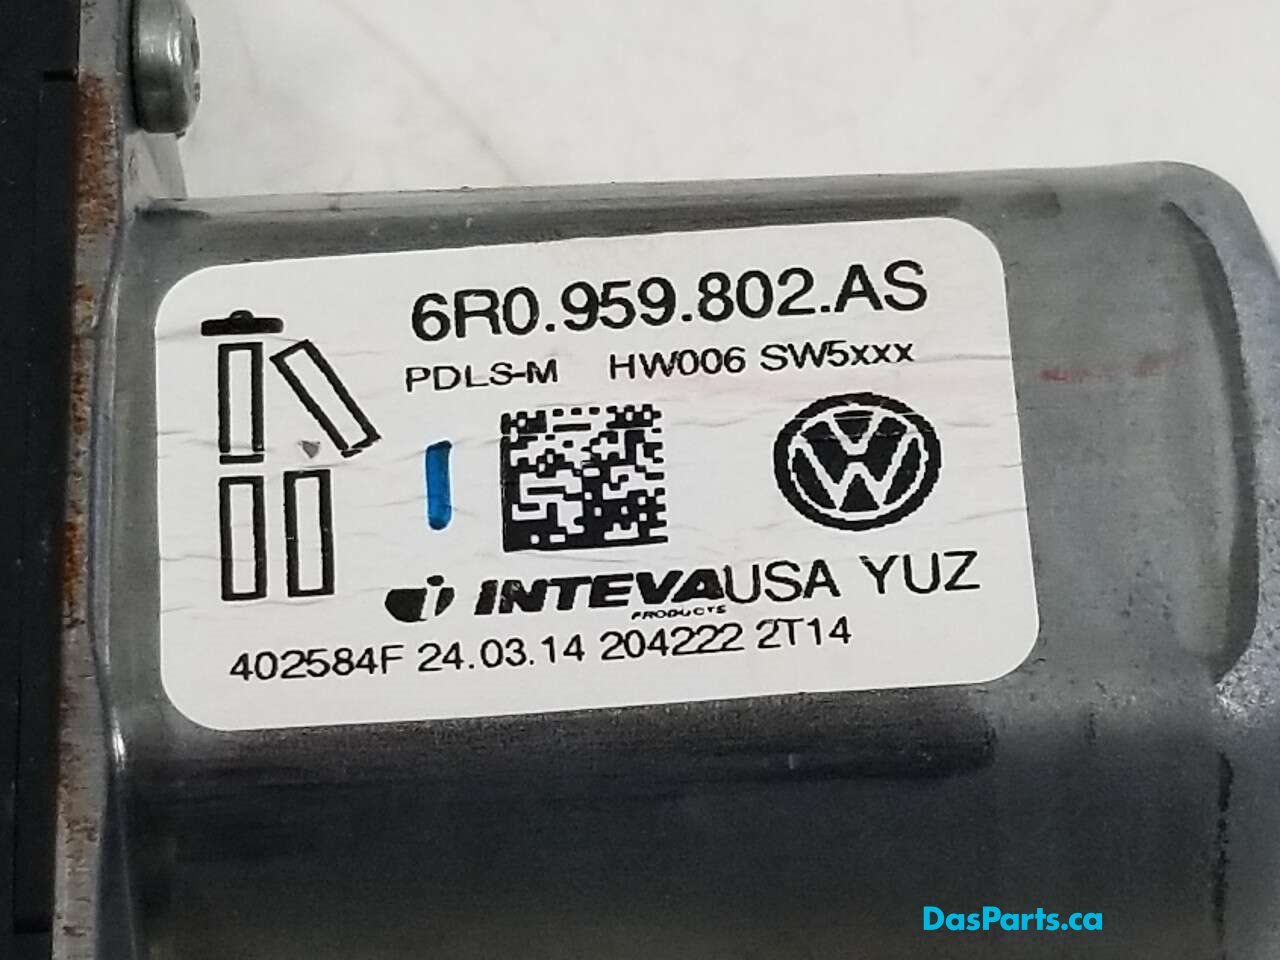 6R0.959.802.AS
PDLS-M HW006 SW5xxx
INTEVA USA YUZ
PRODUCTS
402584F 24.03.14 204222 2T14
DasParts.ca